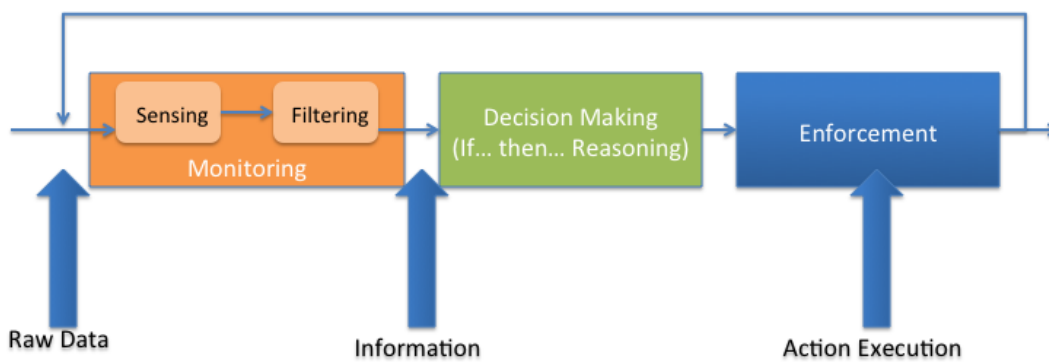 Sensing
Filtering
Monitoring
Decision Making
(If... then... Reasoning)
Enforcement
Raw Data
Information
Action Execution